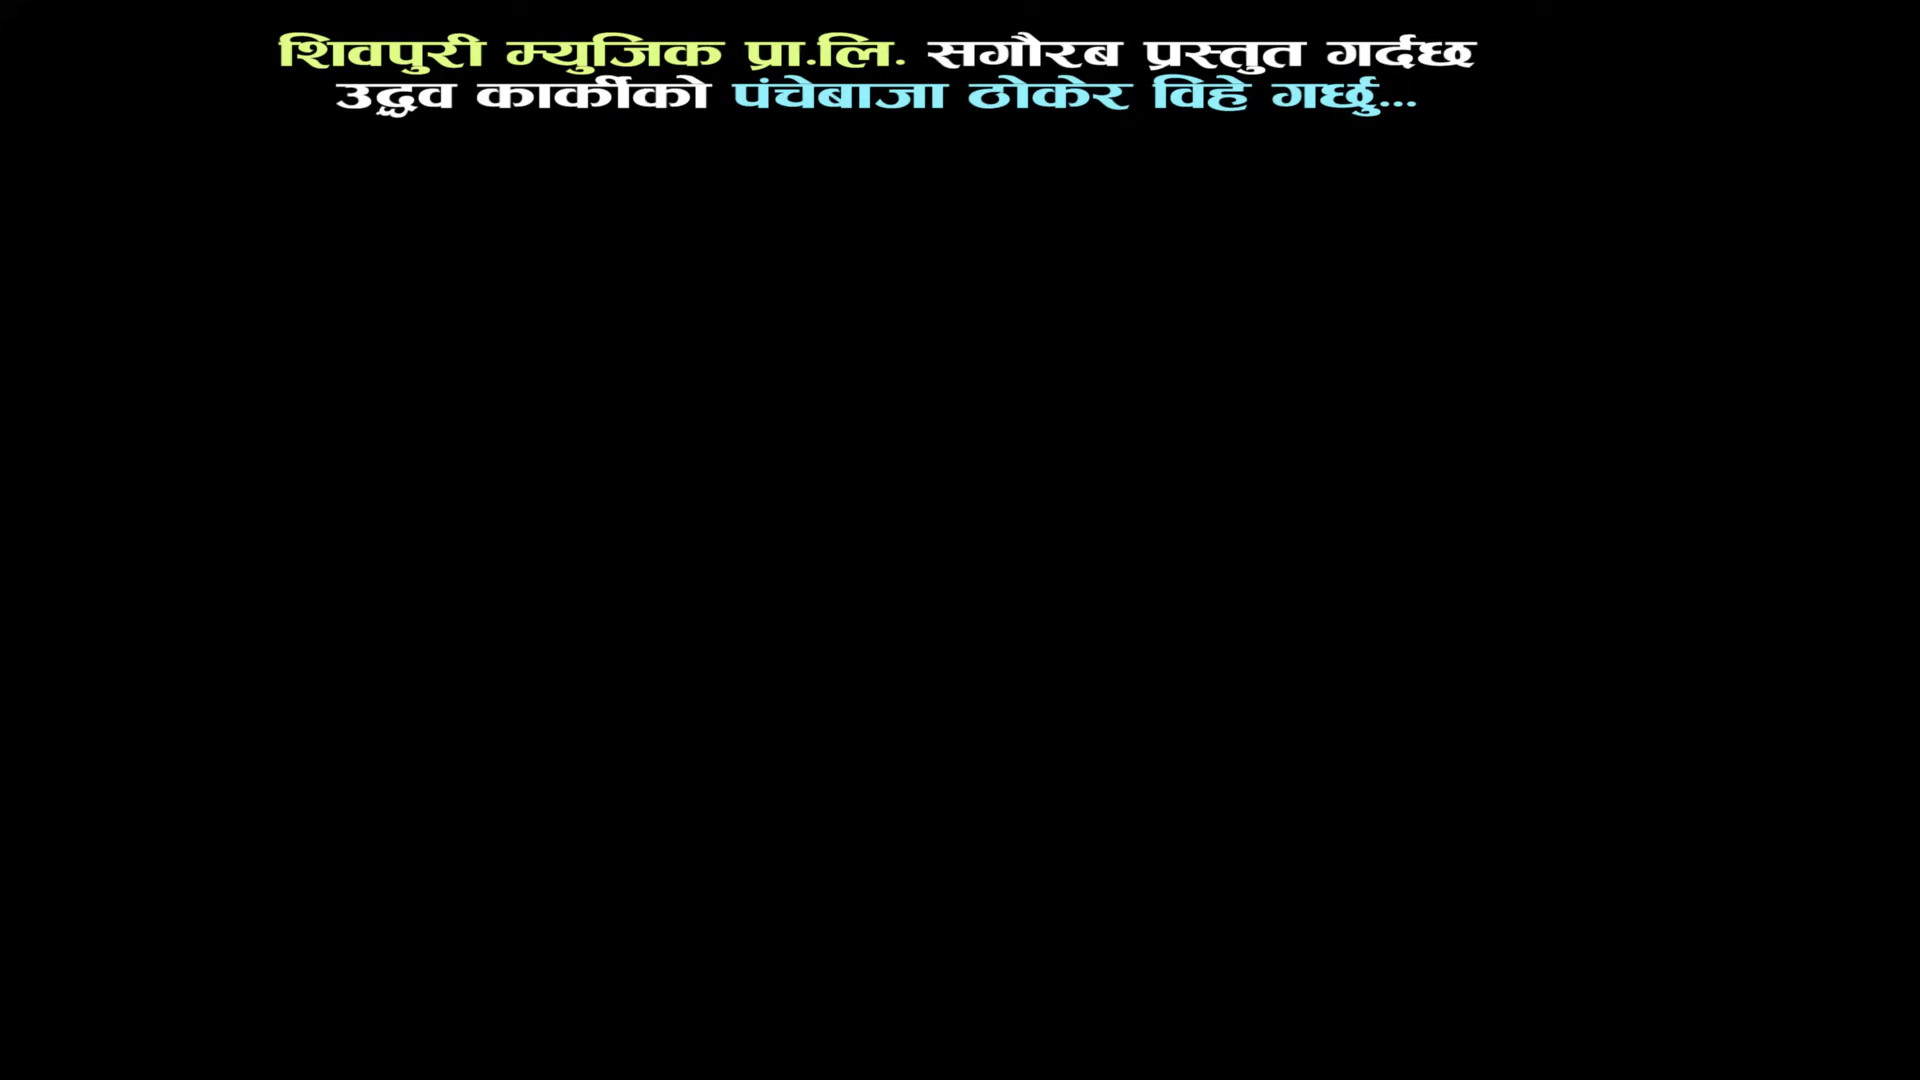 शिवपुरी म्युजिक प्रा.लि. सगौरब प्रस्तुत गर्दछ
उद्धव कार्कीको पंचेबाजा ठोकेर विहे गर्छु...